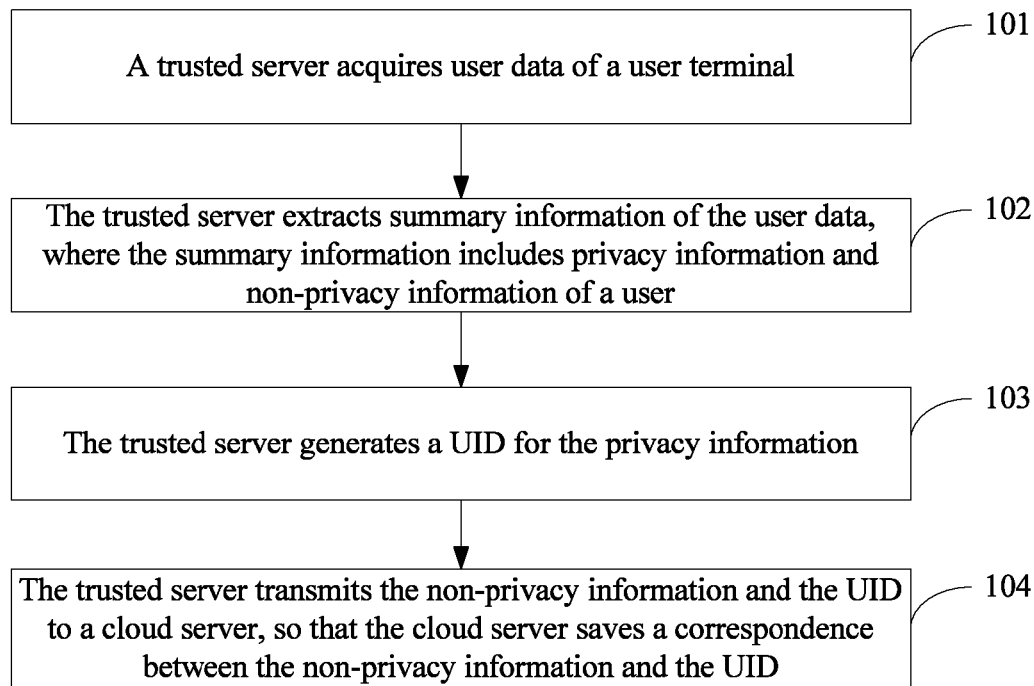 A trusted server acquires user data of a user terminal
101
The trusted server extracts summary information of the user data,
where the summary information includes privacy information and
non-privacy information of a user
102
The trusted server generates a UID for the privacy information
103
The trusted server transmits the non-privacy information and the UID
to a cloud server, so that the cloud server saves a correspondence
between the non-privacy information and the UID
104